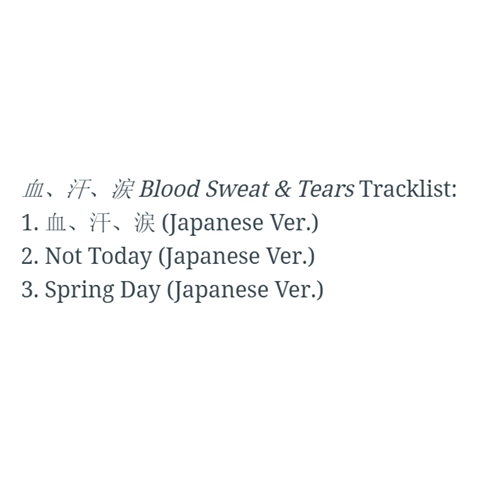 血、汗、涙 Blood Sweat & Tears Tracklist:
1. 血、汗、涙 (Japanese Ver.)
2. Not Today (Japanese Ver.)
3. Spring Day (Japanese Ver.)